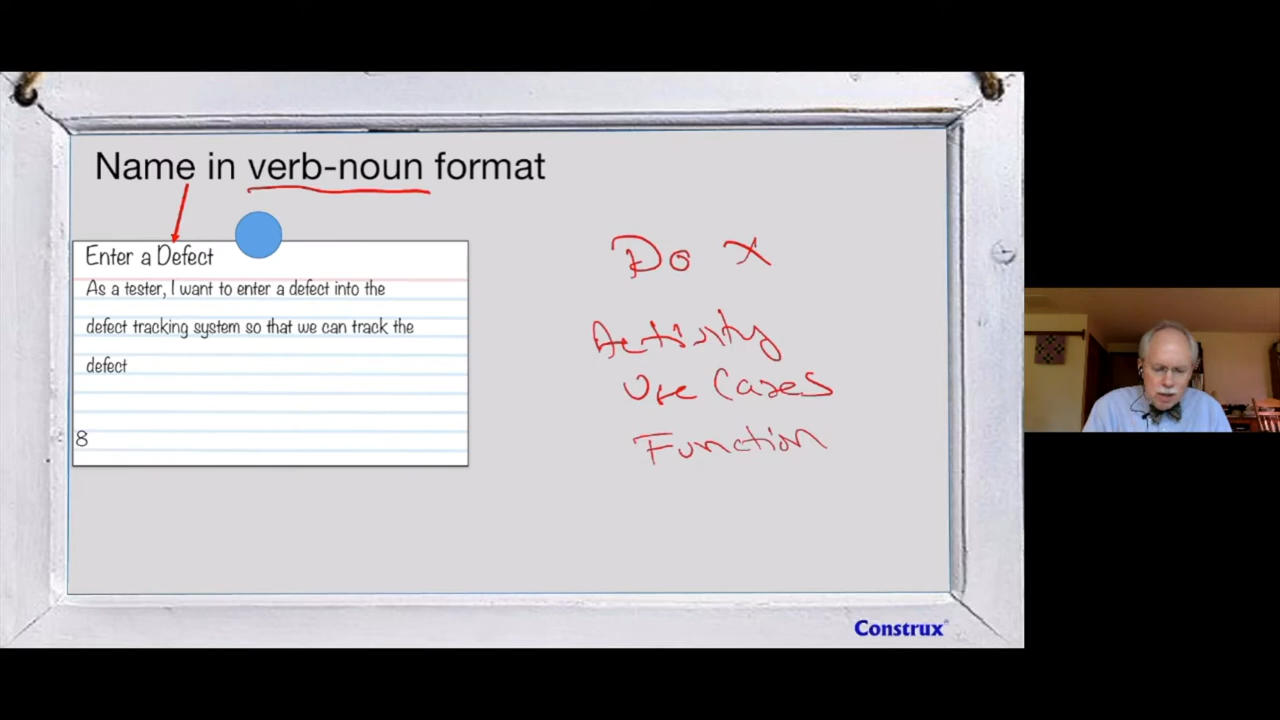 Name in verb-noun format
Enter a Defect
As a tester, I want to enter a defect into the
defect tracking system so that we can track the
defect
8
Do X
Activity
Use Cases
Function
Construx